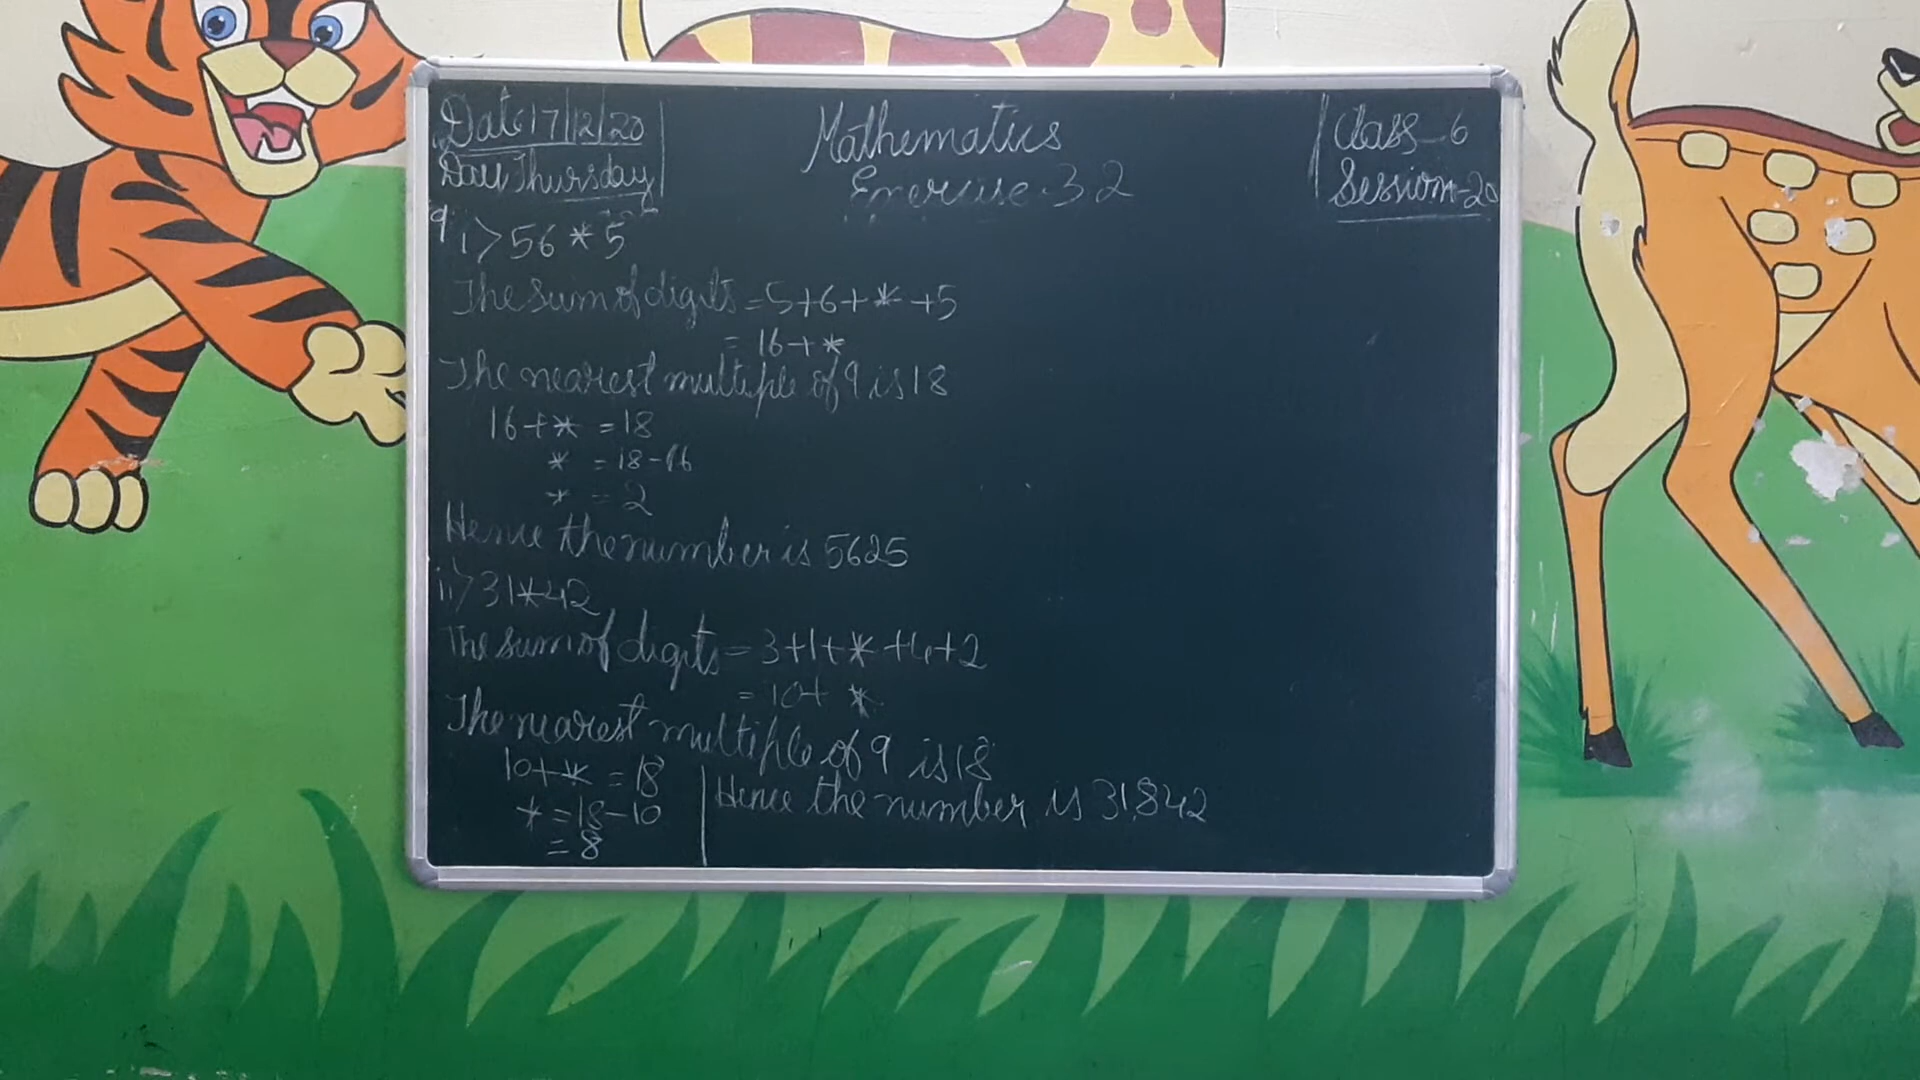 Date 17/12/20
Day Thursday
Mathematics
Exercise 3.2
Class-6
Session-20
9 i> 56*5
The sum of digits = 5+6+*+5
= 16+*
The nearest multiple of 9 is 18
16+* = 18
* = 18-16
* = 2
Hence the number is 5625
ii> 31*42
The sum of digits = 3+1+*+4+2
= 10+ *
The nearest multiple of 9 is 18
10+* = 18
* = 18-10
= 8
Hence the number is 31842